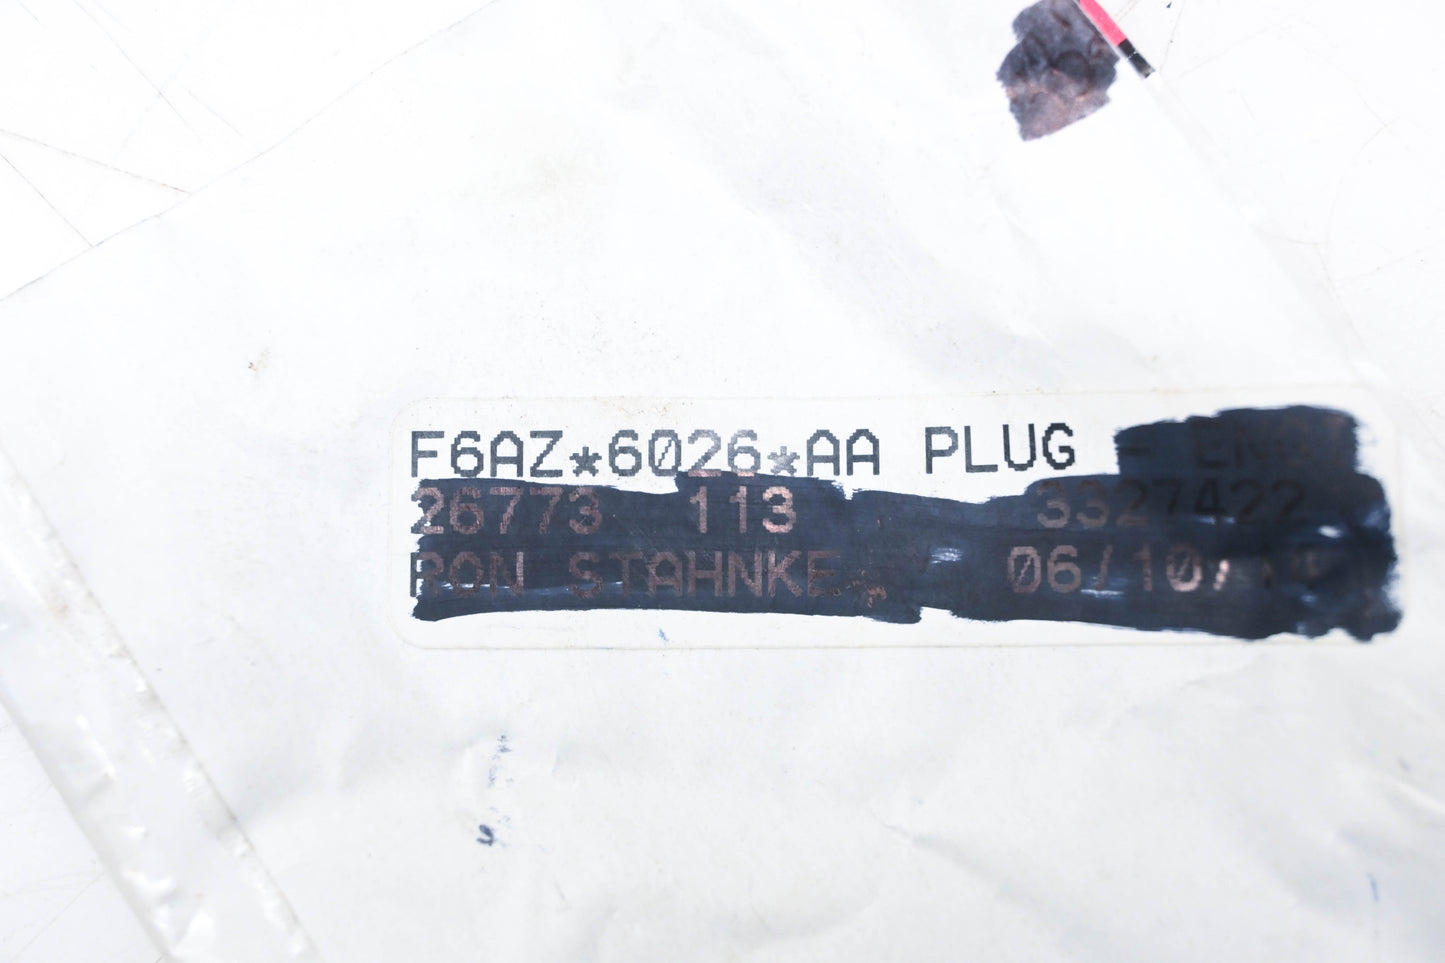 F6AZ*6026*AA PLUG -
26773 113 3327422
RON STAHNKE 06/10/